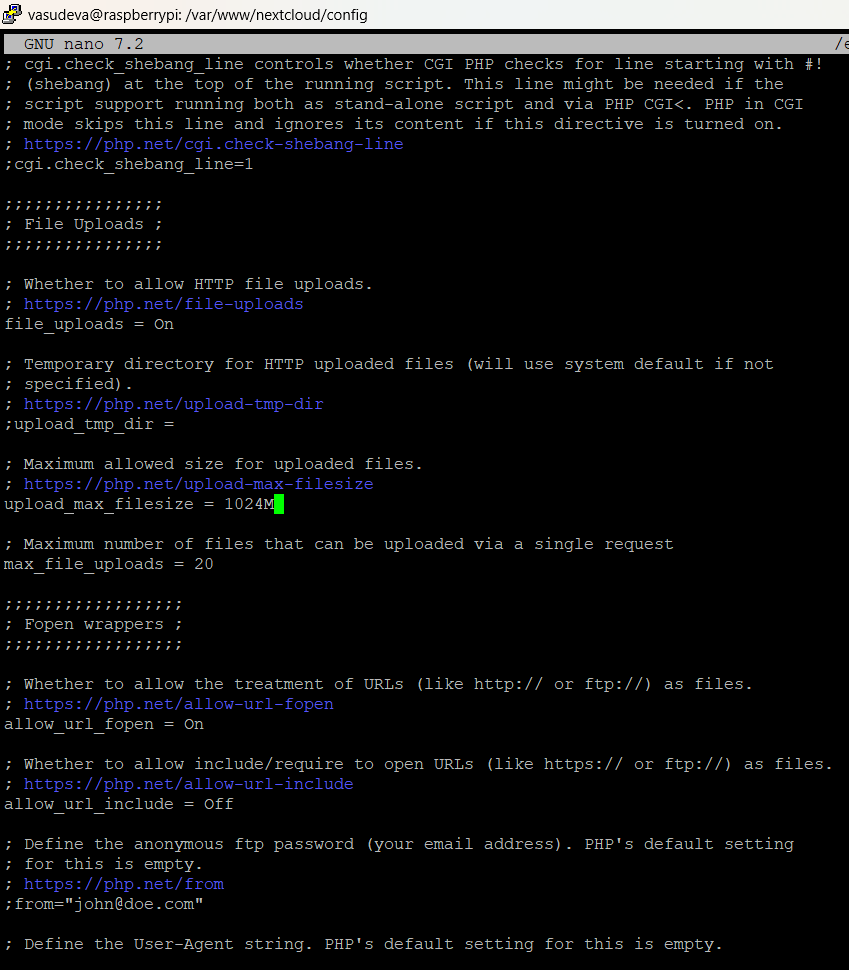 vasudeva@raspberrypi: /var/www/nextcloud/config
GNU nano 7.2 /e
; cgi.check_shebang_line controls whether CGI PHP checks for line starting with #!
; (shebang) at the top of the running script. This line might be needed if the
; script support running both as stand-alone script and via PHP CGI<. PHP in CGI
; mode skips this line and ignores its content if this directive is turned on.
; https://php.net/cgi.check-shebang-line
;cgi.check_shebang_line=1
;;;;;;;;;;;;;;;;
; File Uploads ;
;;;;;;;;;;;;;;;;
; Whether to allow HTTP file uploads.
; https://php.net/file-uploads
file_uploads = On
; Temporary directory for HTTP uploaded files (will use system default if not
; specified).
; https://php.net/upload-tmp-dir
;upload_tmp_dir =
; Maximum allowed size for uploaded files.
; https://php.net/upload-max-filesize
upload_max_filesize = 1024M
; Maximum number of files that can be uploaded via a single request
max_file_uploads = 20
;;;;;;;;;;;;;;;;;;
; Fopen wrappers ;
;;;;;;;;;;;;;;;;;;
; Whether to allow the treatment of URLs (like http:// or ftp://) as files.
; https://php.net/allow-url-fopen
allow_url_fopen = On
; Whether to allow include/require to open URLs (like https:// or ftp://) as files.
; https://php.net/allow-url-include
allow_url_include = Off
; Define the anonymous ftp password (your email address). PHP's default setting
; for this is empty.
; https://php.net/from
;from="john@doe.com"
; Define the User-Agent string. PHP's default setting for this is empty.